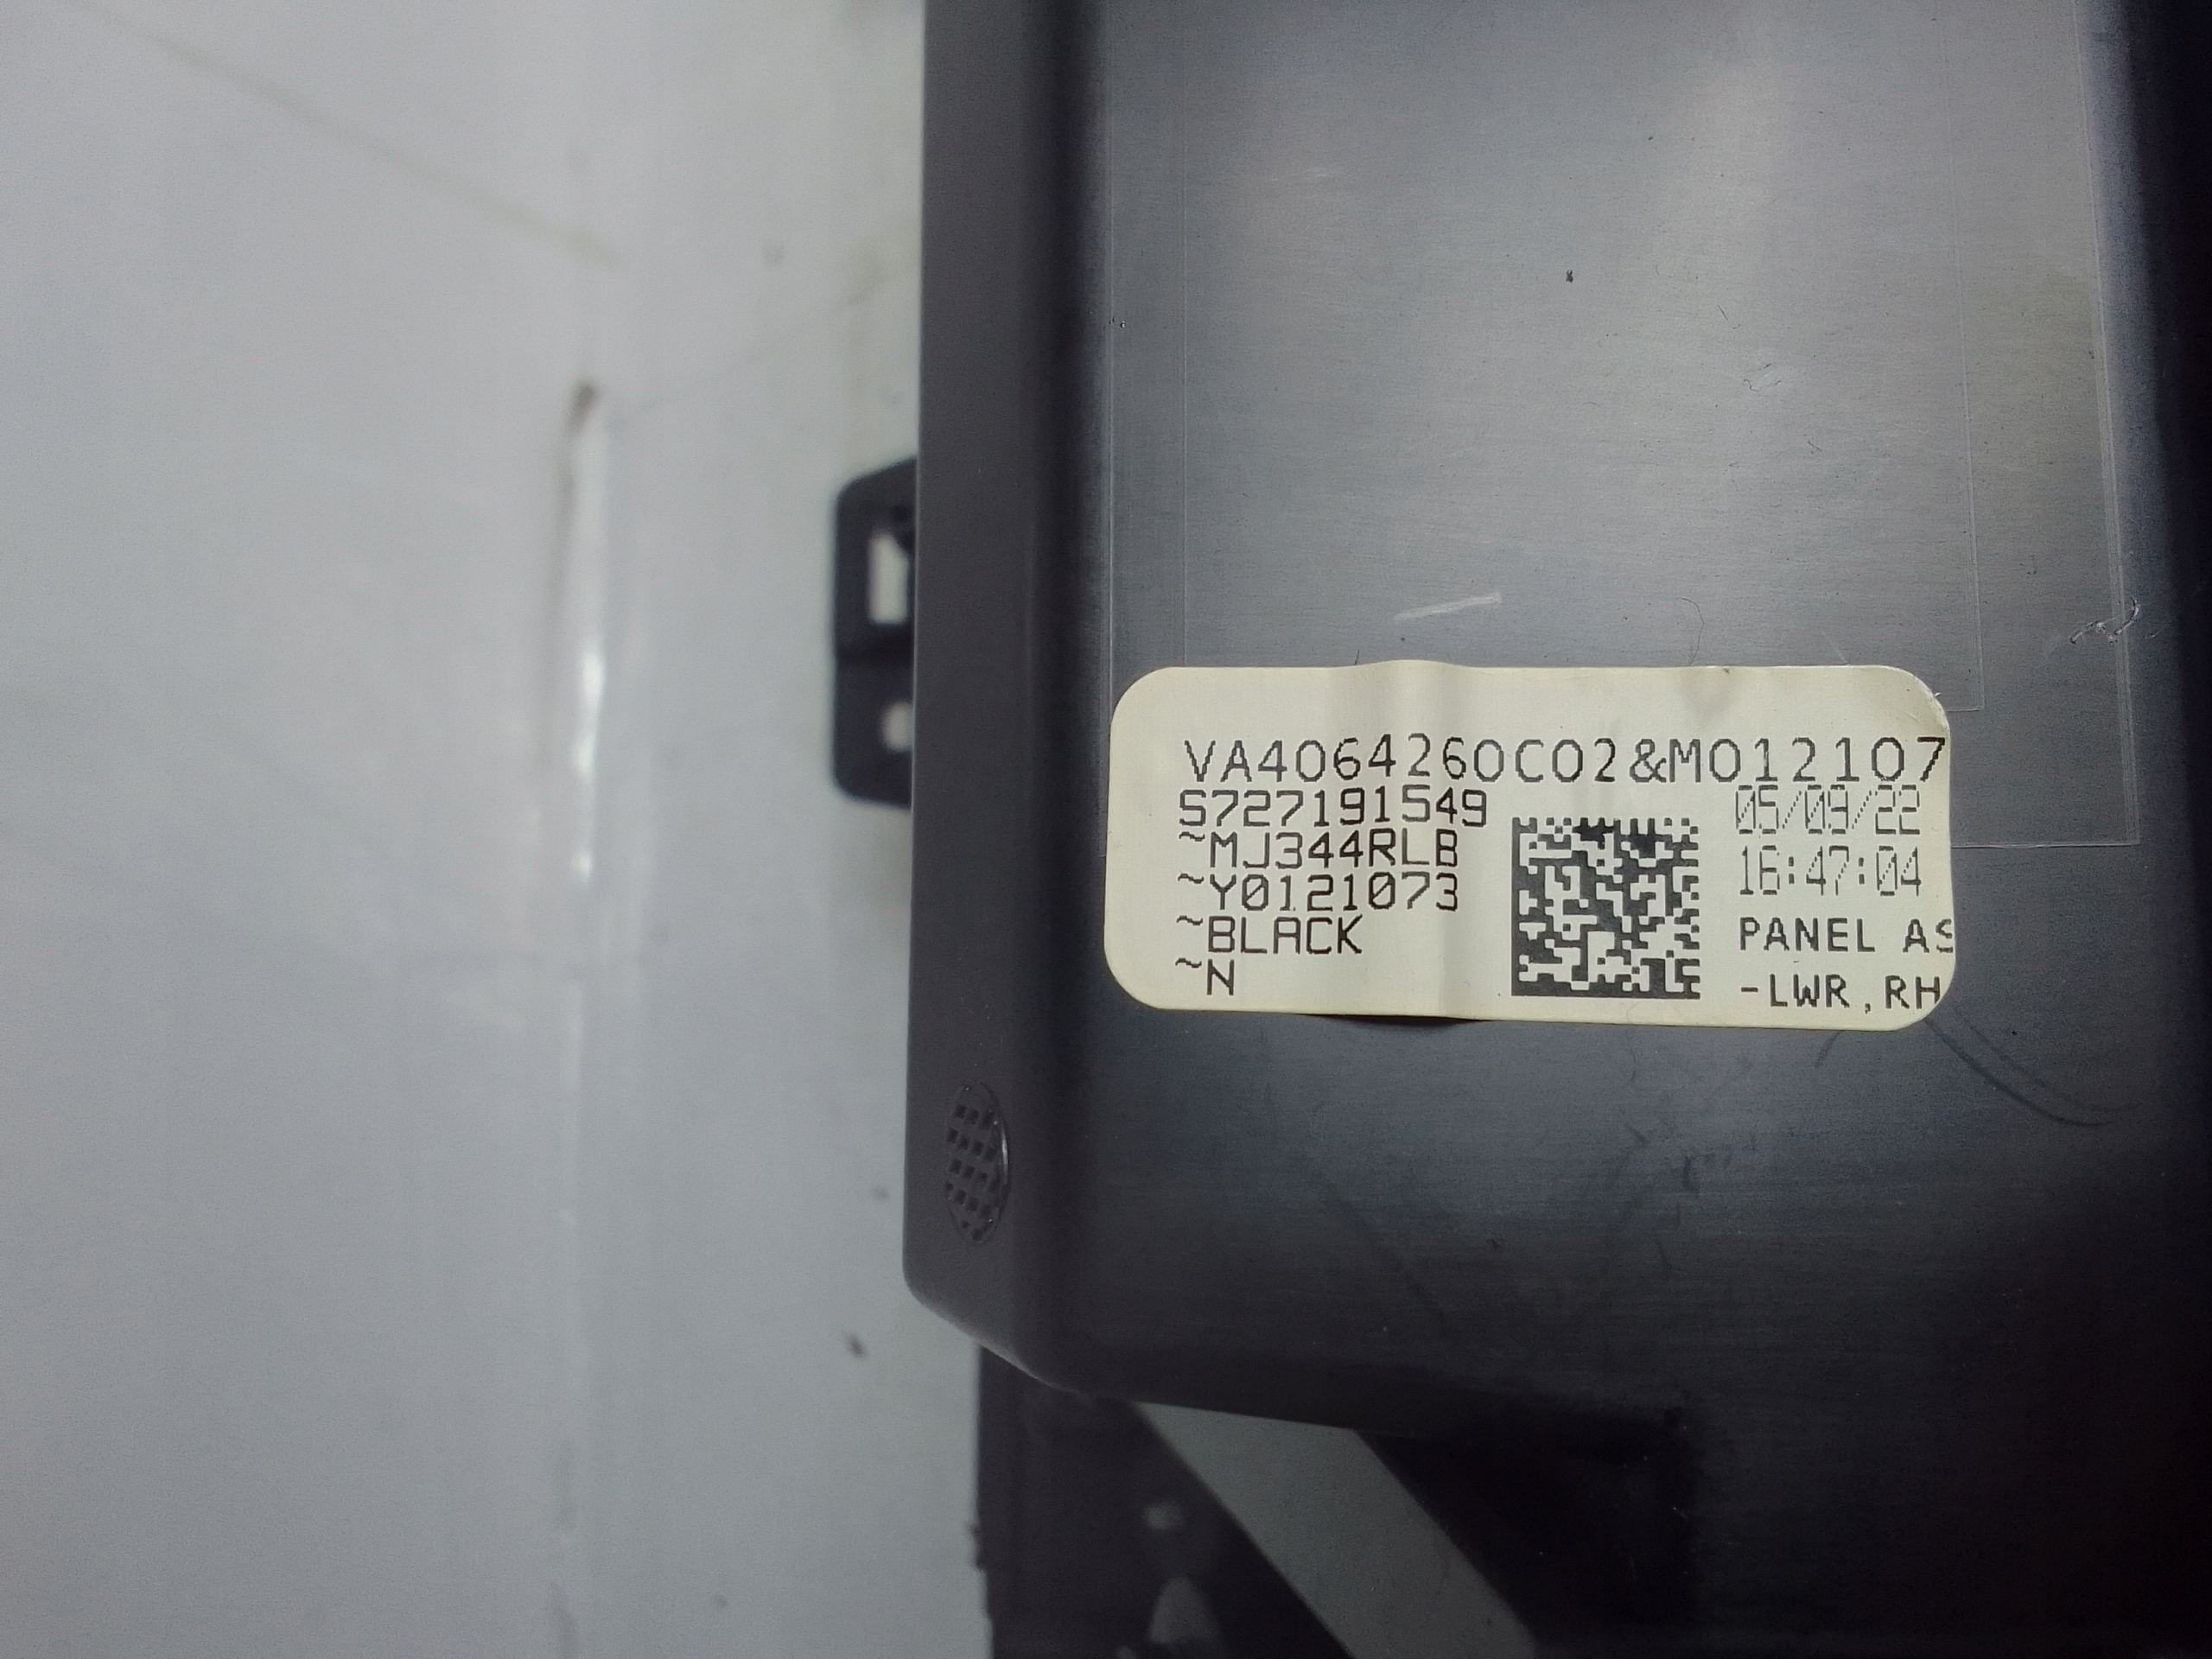 VA4064260C02&M012107
S727191549
~MJ344RLB
~Y0121073
~BLACK
~N
05/09/22
16:47:04
PANEL AS
-LWR,RH